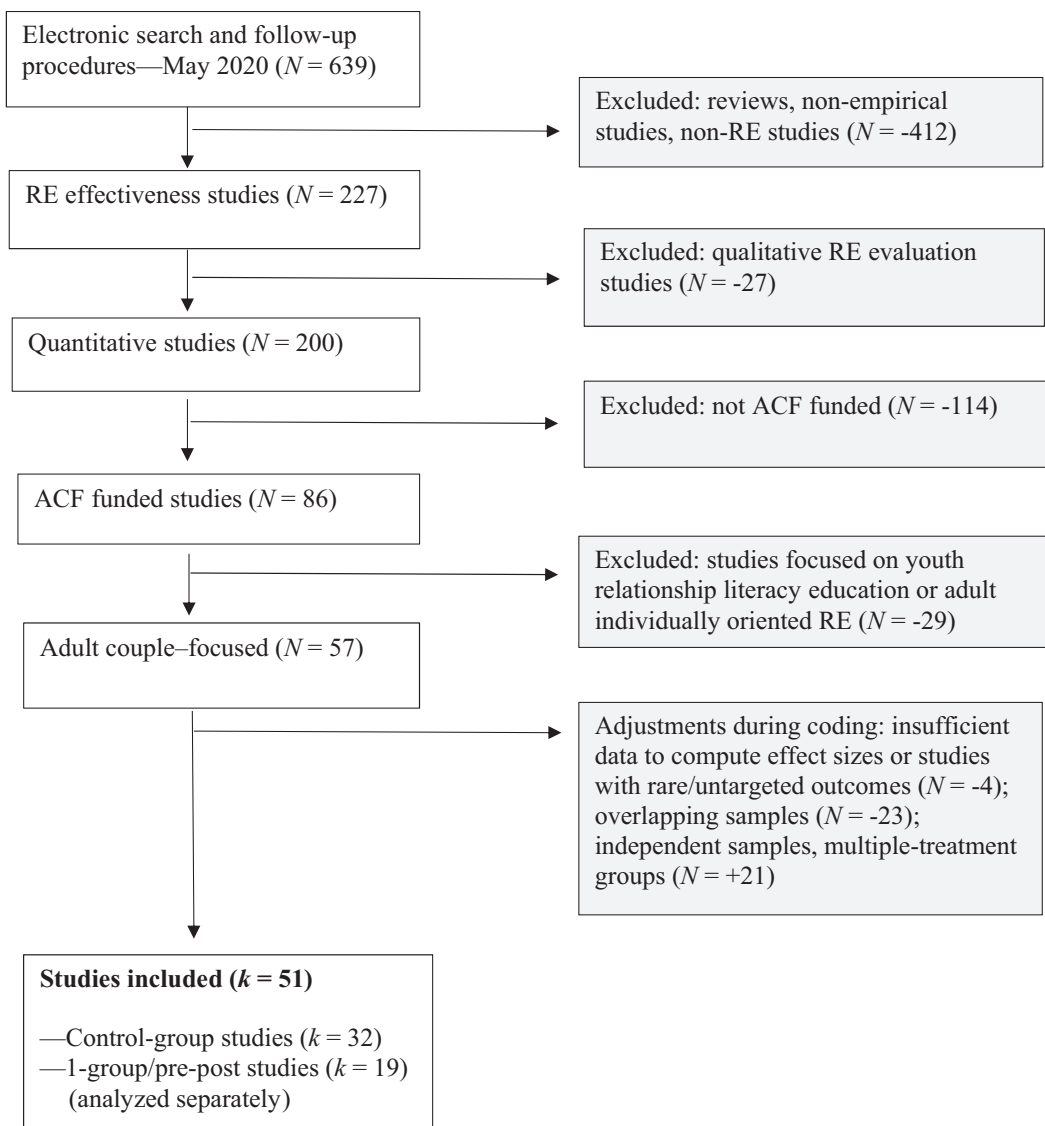 Electronic search and follow-up
procedures—May 2020 (N = 639)
Excluded: reviews, non-empirical
studies, non-RE studies (N = -412)
RE effectiveness studies (N = 227)
Excluded: qualitative RE evaluation
studies (N = -27)
Quantitative studies (N = 200)
Excluded: not ACF funded (N = -114)
ACF funded studies (N = 86)
Excluded: studies focused on youth
relationship literacy education or adult
individually oriented RE (N = -29)
Adult couple–focused (N = 57)
Adjustments during coding: insufficient
data to compute effect sizes or studies
with rare/untargeted outcomes (N = -4);
overlapping samples (N = -23);
independent samples, multiple-treatment
groups (N = +21)
Studies included (k = 51)
—Control-group studies (k = 32)
—1-group/pre-post studies (k = 19)
(analyzed separately)